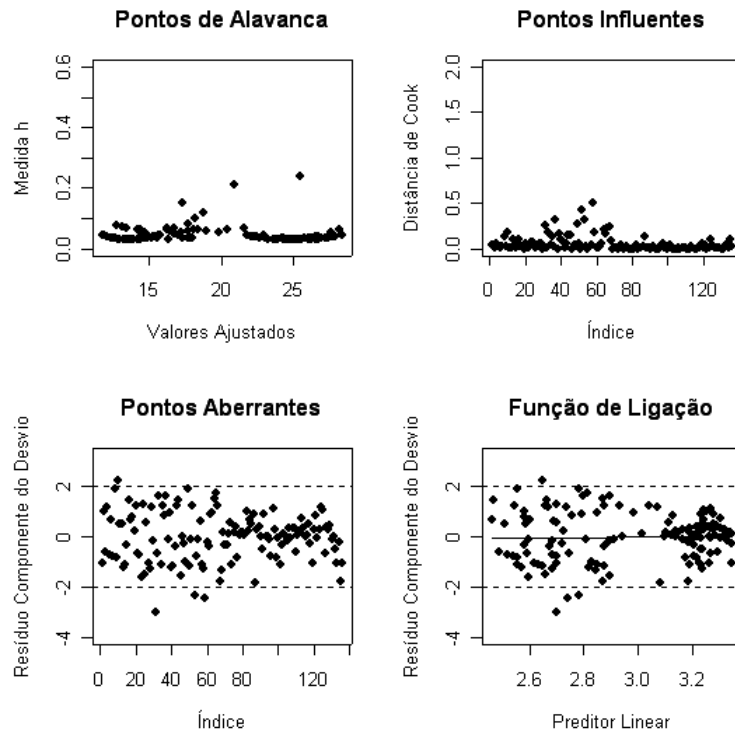 Pontos de Alavanca
Medida h
0.0 0.2 0.4 0.6
15 20 25
Valores Ajustados
Pontos Influentes
Distância de Cook
0.0 0.5 1.0 1.5 2.0
0 20 40 60 80 120
Índice
Pontos Aberrantes
Resíduo Componente do Desvio
-4 -2 0 2
0 20 40 60 80 120
Índice
Função de Ligação
Resíduo Componente do Desvio
-4 -2 0 2
2.6 2.8 3.0 3.2
Preditor Linear